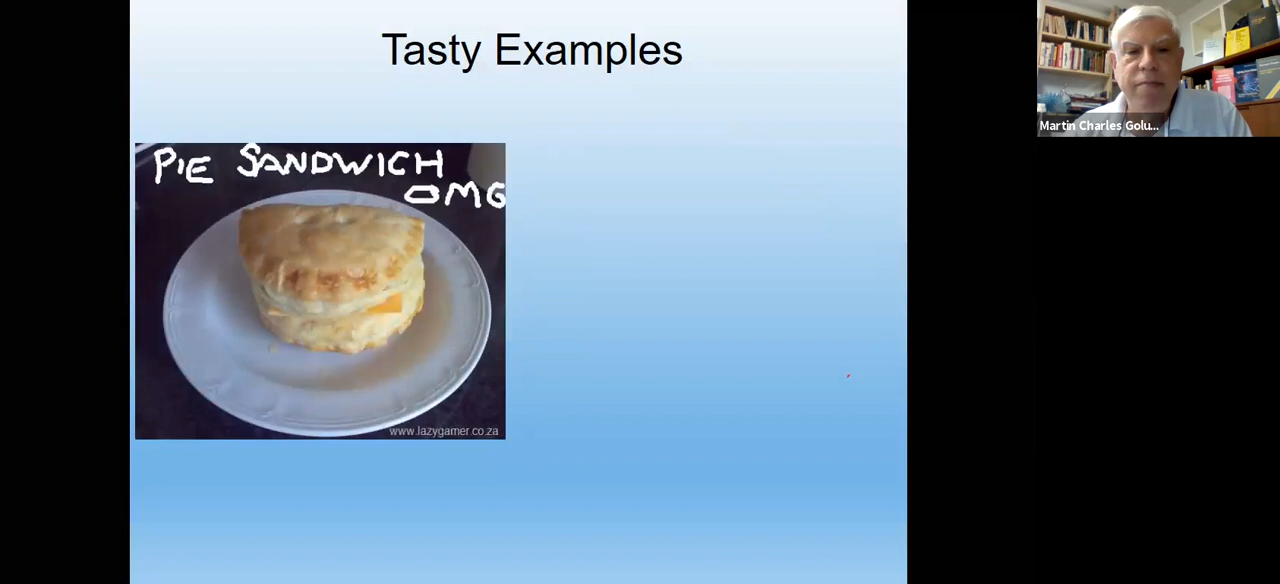 Tasty Examples
PIE SANDWICH
OMG
www.lazygamer.co.za
Martin Charles Golu...